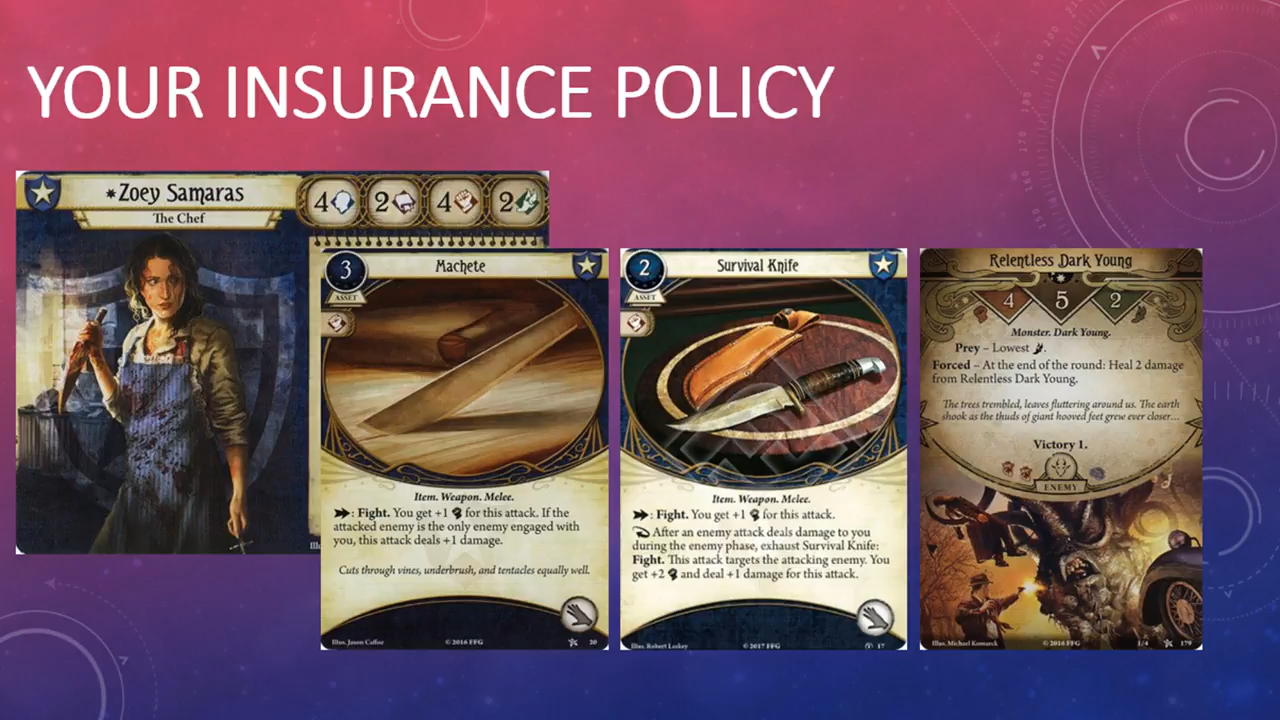 YOUR INSURANCE POLICY
Zoey Samaras
The Chef
4 2 4 2
3
Machete
ASSET
Item. Weapon. Melee.
: Fight. You get +1 for this attack. If the
attacked enemy is the only enemy engaged with
you, this attack deals +1 damage.
Cuts through vines, underbrush, and tentacles equally well.
Illus. Jason Caffoe
© 2016 FFG
20
2
Survival Knife
ASSET
Item. Weapon. Melee.
: Fight. You get +1 for this attack.
After an enemy attack deals damage to you
during the enemy phase, exhaust Survival Knife:
Fight. This attack targets the attacking enemy. You
get +2 and deal +1 damage for this attack.
Illus. Robert Laskey
© 2017 FFG
17
Relentless Dark Young
4 5 2
Monster. Dark Young.
Prey – Lowest .
Forced – At the end of the round: Heal 2 damage
from Relentless Dark Young.
The trees trembled, leaves fluttering around us. The earth
shook as the thuds of giant hooved feet grew ever closer...
Victory 1.
ENEMY
Illus. Michael Komarck
© 2016 FFG
1/4
179